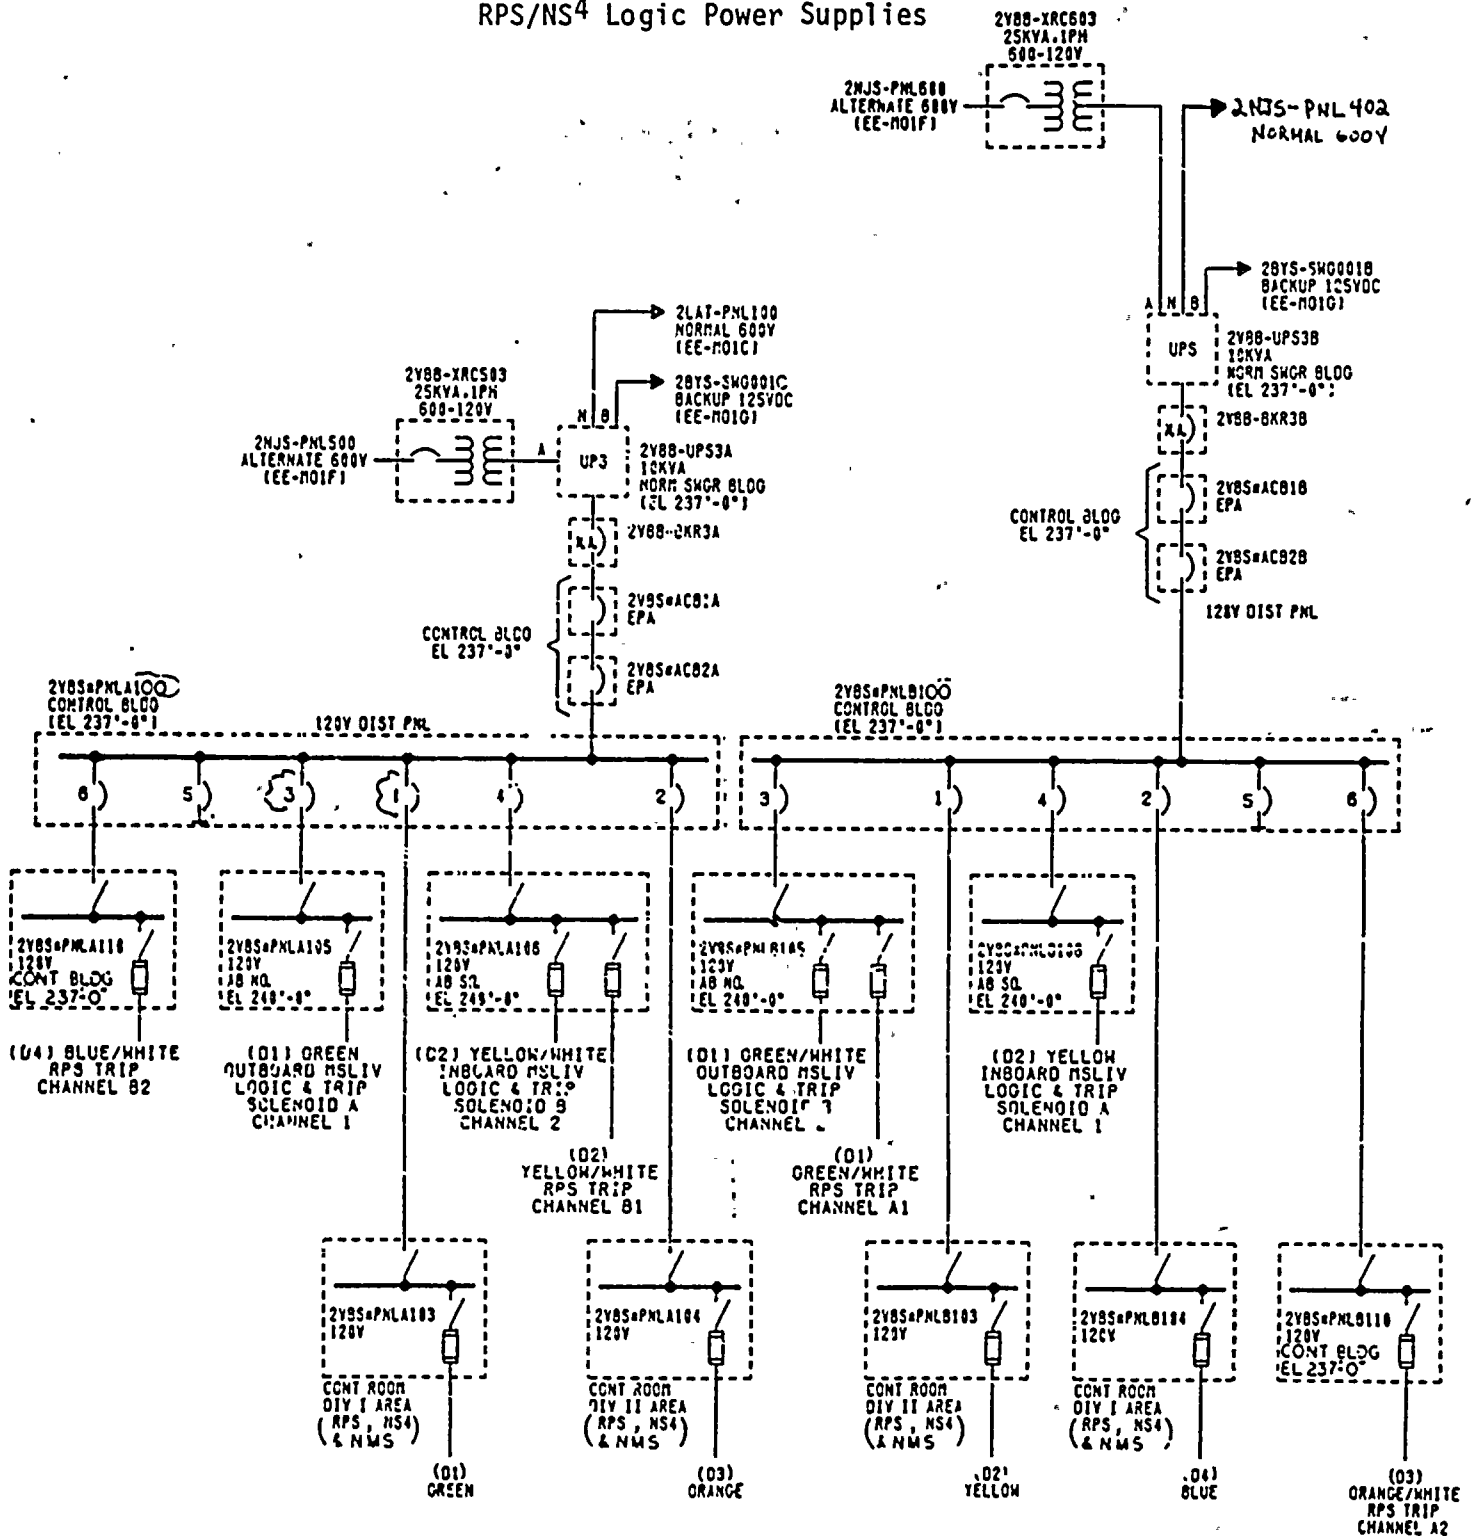 RPS/NS4 Logic Power Supplies
2VBB-XRC603
25KVA.1PH
600-120V
2NJS-PNL600
ALTERNATE 600V
(EE-M01F)
2NJS-PNL402
NORMAL 600V
2BYS-SWG001B
BACKUP 125VDC
(EE-M01G)
A N B
UPS
2VBB-UPS3B
10KVA
NORM SWGR BLDG
(EL 237'-0")
2VBB-BKR3B
2VBS*ACB1B
EPA
CONTROL BLDG
EL 237'-0"
2VBS*ACB2B
EPA
120V DIST PNL
2LAT-PNL100
NORMAL 600V
(EE-M01C)
2BYS-SWG001C
BACKUP 125VDC
(EE-M01G)
2VBB-XRC503
25KVA.1PH
600-120V
2NJS-PNL500
ALTERNATE 600V
(EE-M01F)
A
N B
2VBB-UPS3A
10KVA
NORM SWGR BLDG
(EL 237'-0")
2VBB-BKR3A
2VBS*ACB1A
EPA
CONTROL BLDG
EL 237'-0"
2VBS*ACB2A
EPA
2VBS*PNLA100
CONTROL BLDG
(EL 237'-0")
120V DIST PNL
2VBS*PNLB100
CONTROL BLDG
(EL 237'-0")
6 5 3 1 4 2
3 1 4 2 5 6
2VBS*PNLA110
120V
CONT BLDG
EL 237-0"
2VBS*PNLA105
120V
AB NO.
EL 240'-0"
2VBS*PNLA106
120V
AB SO.
EL 240'-0"
2VBS*PNLB105
120V
AB NO.
EL 240'-0"
2VBS*PNLB106
120V
AB SO.
EL 240'-0"
(D4) BLUE/WHITE
RPS TRIP
CHANNEL B2
(D1) GREEN
OUTBOARD MSLIV
LOGIC & TRIP
SOLENOID A
CHANNEL 1
(D2) YELLOW/WHITE
INBOARD MSLIV
LOGIC & TRIP
SOLENOID B
CHANNEL 2
(D2)
YELLOW/WHITE
RPS TRIP
CHANNEL B1
(D1) GREEN/WHITE
OUTBOARD MSLIV
LOGIC & TRIP
SOLENOID
CHANNEL
(D1)
GREEN/WHITE
RPS TRIP
CHANNEL A1
(D2) YELLOW
INBOARD MSLIV
LOGIC & TRIP
SOLENOID A
CHANNEL 1
2VBS*PNLA103
120V
CONT ROOM
DIV I AREA
(RPS, NS4)
& NMS
(D1)
GREEN
2VBS*PNLA104
120V
CONT ROOM
DIV II AREA
(RPS, NS4)
& NMS
(D3)
ORANGE
2VBS*PNLB103
120V
CONT ROOM
DIV II AREA
(RPS, NS4)
& NMS
(D2)
YELLOW
2VBS*PNLB104
120V
CONT ROOM
DIV I AREA
(RPS, NS4)
& NMS
(D4)
BLUE
2VBS*PNLB110
120V
CONT BLDG
EL 237-0"
(D3)
ORANGE/WHITE
RPS TRIP
CHANNEL A2